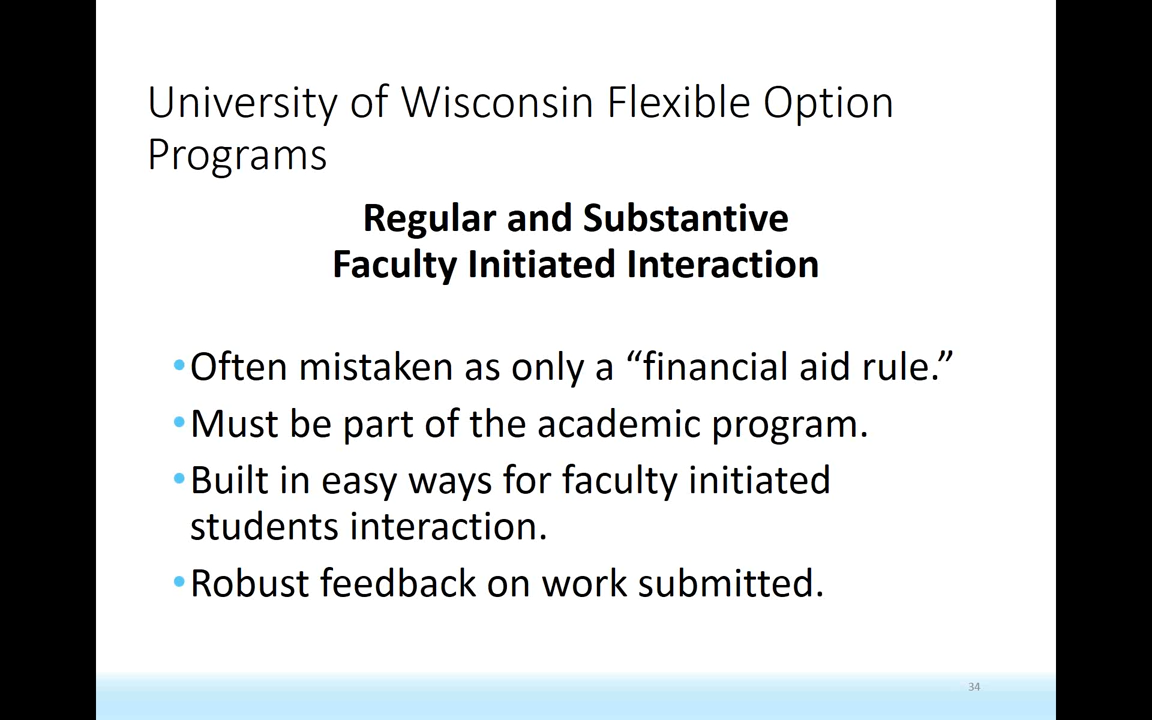 University of Wisconsin Flexible Option
Programs
Regular and Substantive
Faculty Initiated Interaction
•Often mistaken as only a “financial aid rule.”
•Must be part of the academic program.
•Built in easy ways for faculty initiated
students interaction.
•Robust feedback on work submitted.
34